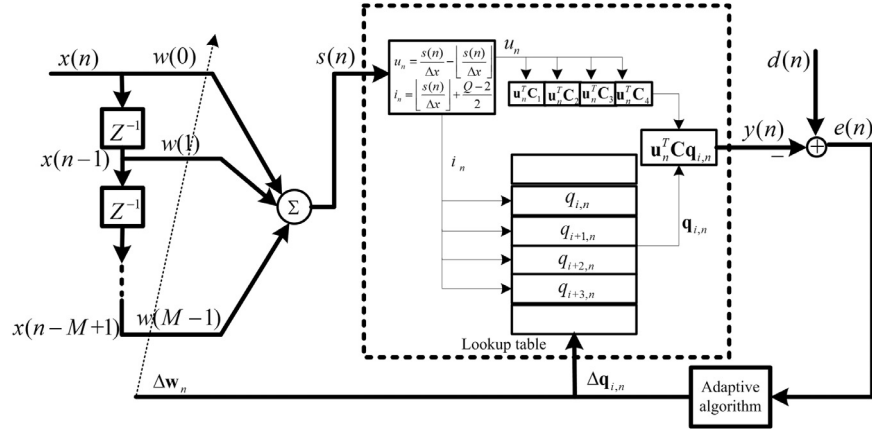 x(n)
w(0)
s(n)
u_n = s(n)/Δx − ⌊s(n)/Δx⌋
i_n = ⌊s(n)/Δx⌋ + (Q−2)/2
u_n
u_n^T C_1 u_n^T C_2 u_n^T C_3 u_n^T C_4
d(n)
Z^{-1}
x(n−1)
w(1)
i_n
u_n^T C q_{i,n}
y(n)
−
+
e(n)
Z^{-1}
Σ
q_{i,n}
q_{i+1,n}
q_{i+2,n}
q_{i+3,n}
q_{i,n}
x(n−M+1)
w(M−1)
Lookup table
Δw_n
Δq_{i,n}
Adaptive
algorithm